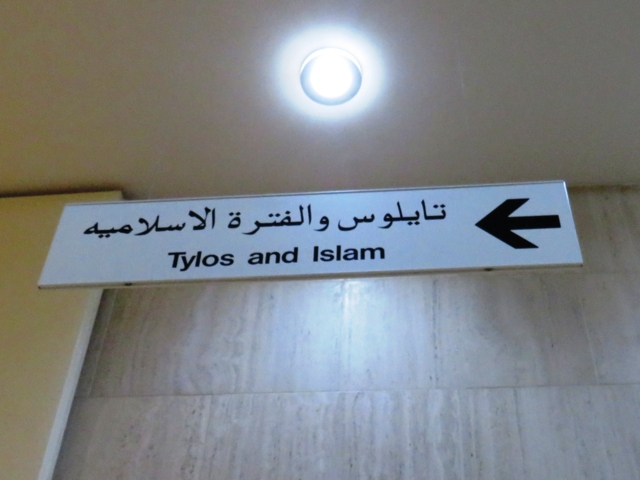 تايلوس والفترة الاسلاميه
Tylos and Islam